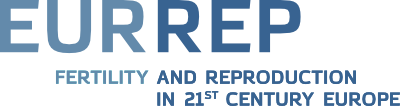 EURREP
FERTILITY AND REPRODUCTION
IN 21ST CENTURY EUROPE